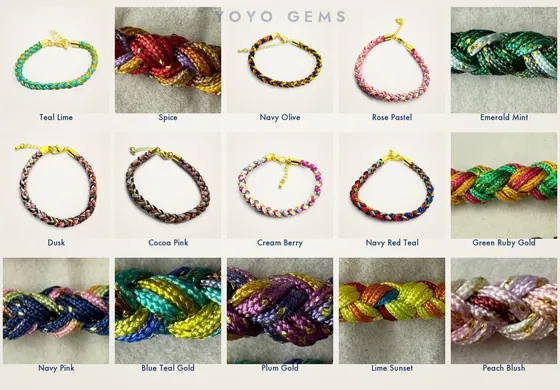 YOYO GEMS
Teal Lime
Spice
Navy Olive
Rose Pastel
Emerald Mint
Dusk
Cocoa Pink
Cream Berry
Navy Red Teal
Green Ruby Gold
Navy Pink
Blue Teal Gold
Plum Gold
Lime Sunset
Peach Blush